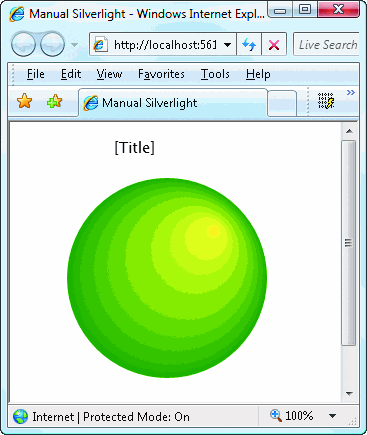 Manual Silverlight - Windows Internet Expl...
http://localhost:561
Live Search
File Edit View Favorites Tools Help
Manual Silverlight
[Title]
Internet | Protected Mode: On 100%